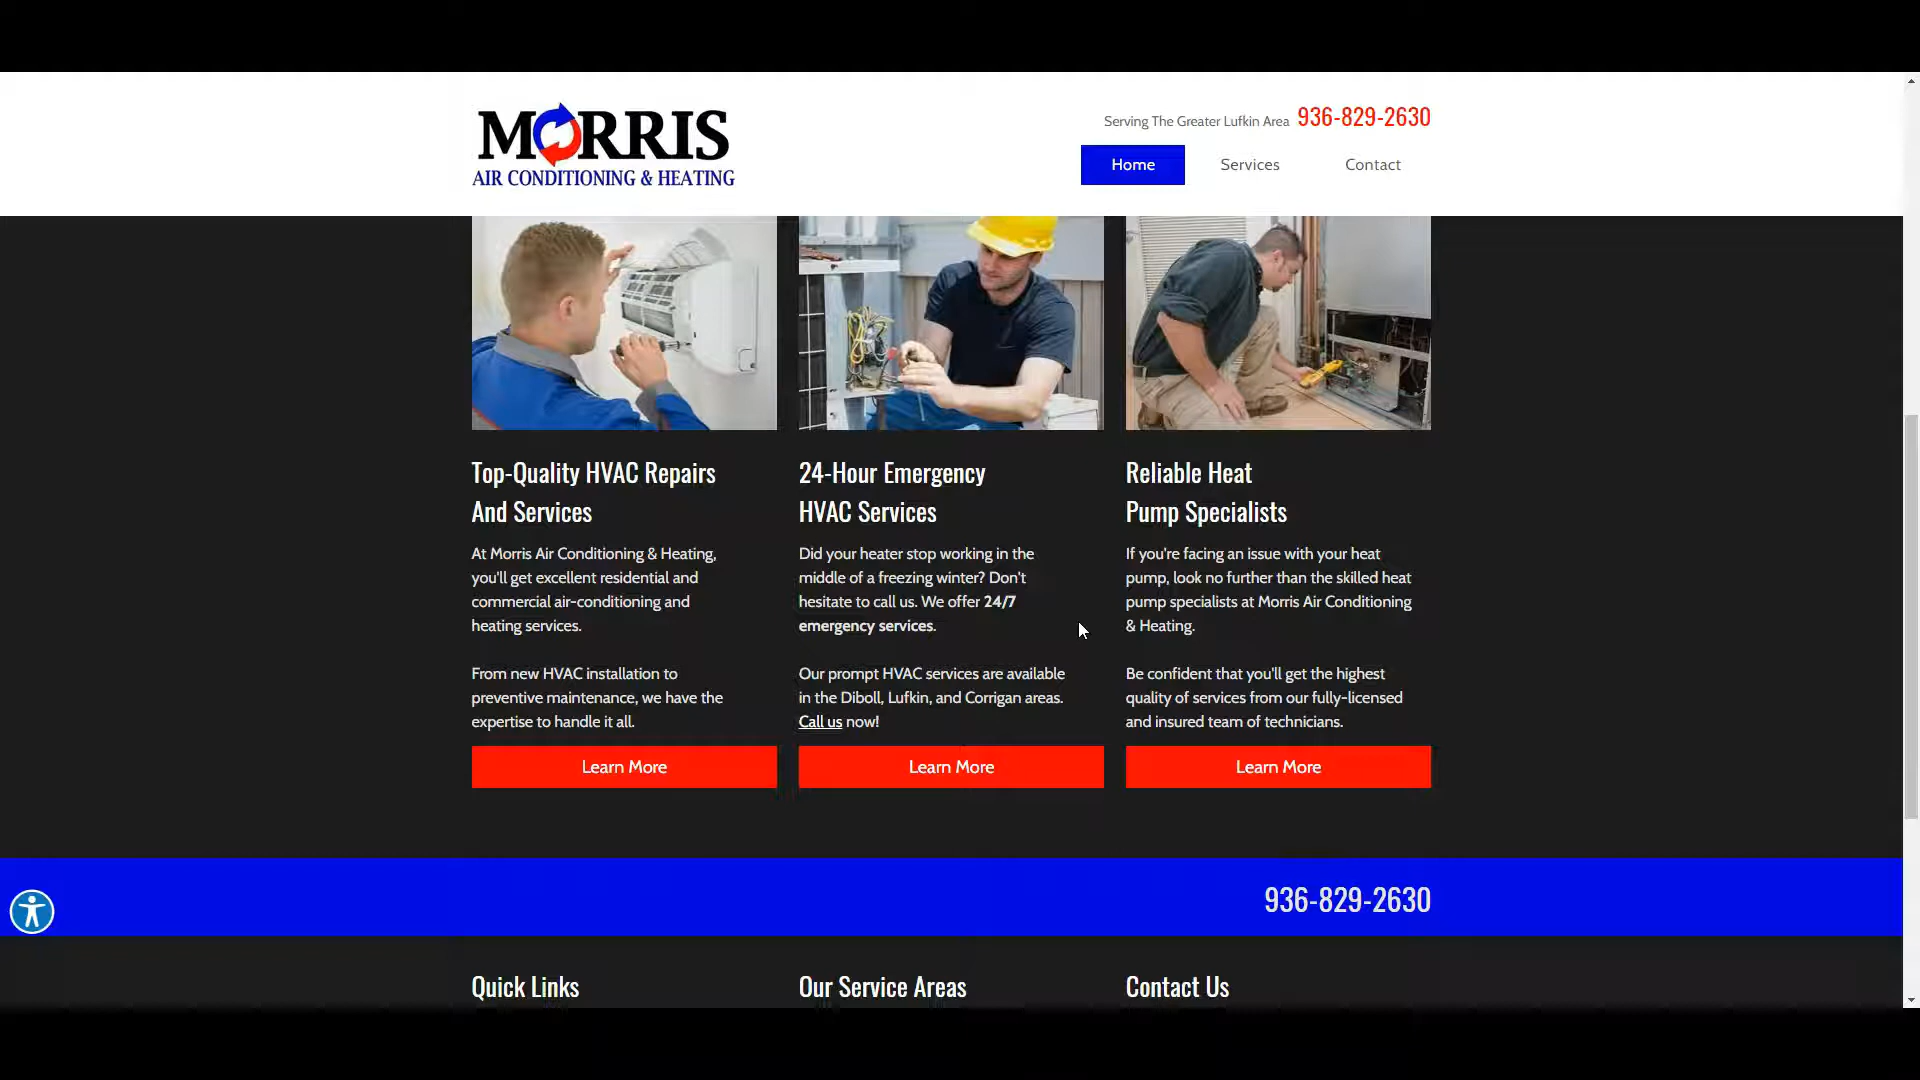 MORRIS
AIR CONDITIONING & HEATING
Serving The Greater Lufkin Area 936-829-2630
Home Services Contact
Top-Quality HVAC Repairs
And Services
At Morris Air Conditioning & Heating,
you'll get excellent residential and
commercial air-conditioning and
heating services.
From new HVAC installation to
preventive maintenance, we have the
expertise to handle it all.
Learn More
24-Hour Emergency
HVAC Services
Did your heater stop working in the
middle of a freezing winter? Don't
hesitate to call us. We offer 24/7
emergency services.
Our prompt HVAC services are available
in the Diboll, Lufkin, and Corrigan areas.
Call us now!
Learn More
Reliable Heat
Pump Specialists
If you're facing an issue with your heat
pump, look no further than the skilled heat
pump specialists at Morris Air Conditioning
& Heating.
Be confident that you'll get the highest
quality of services from our fully-licensed
and insured team of technicians.
Learn More
936-829-2630
Quick Links
Our Service Areas
Contact Us